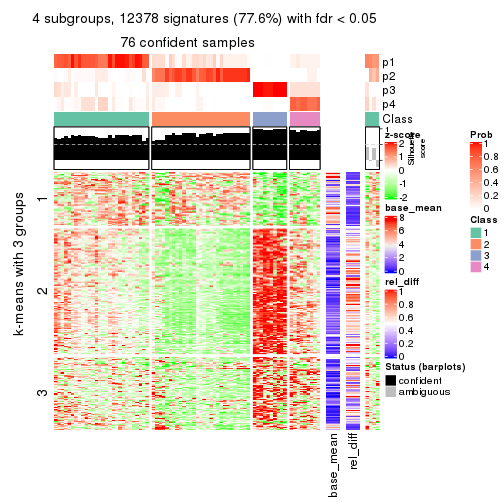 4 subgroups, 12378 signatures (77.6%) with fdr < 0.05
76 confident samples
p1
p2
p3
p4
Class
1
Silhouette
score
k-means with 3 groups
1
2
3
base_mean
rel_diff
z-score
2
1
0
-1
-2
base_mean
8
6
4
2
0
rel_diff
1
0.8
0.6
0.4
0.2
0
Status (barplots)
confident
ambiguous
Prob
1
0.8
0.6
0.4
0.2
0
Class
1
2
3
4